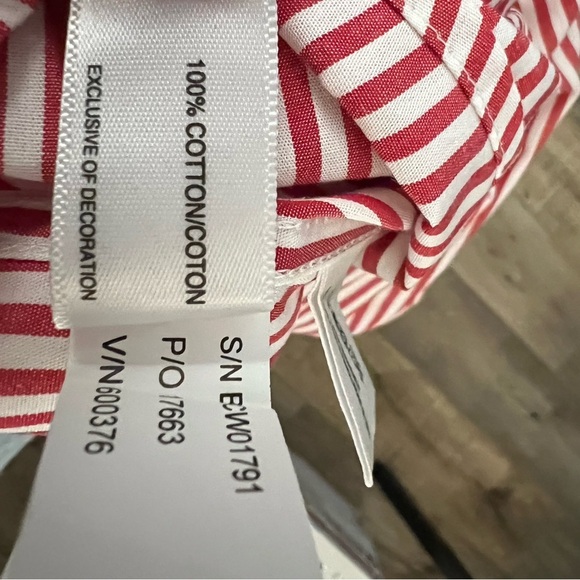 100% COTTON/COTON
EXCLUSIVE OF DECORATION
S/N EW01791
P/O 17663
V/N 600376